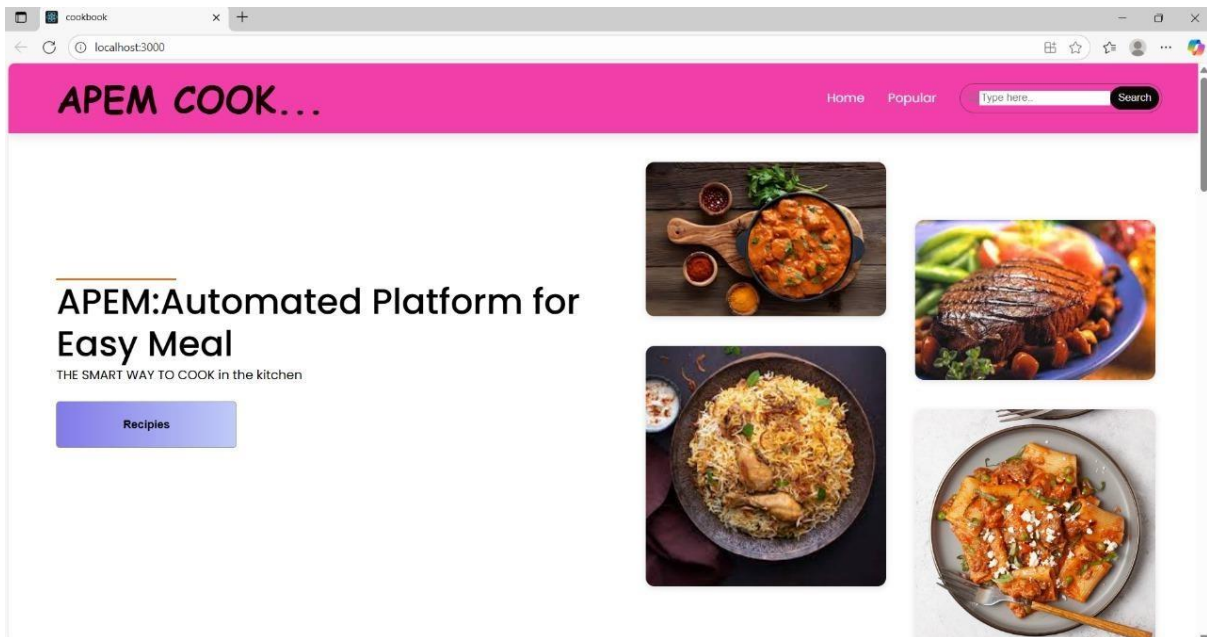 cookbook
localhost:3000
APEM COOK...
Home
Popular
Type here..
Search
APEM:Automated Platform for
Easy Meal
THE SMART WAY TO COOK in the kitchen
Recipies